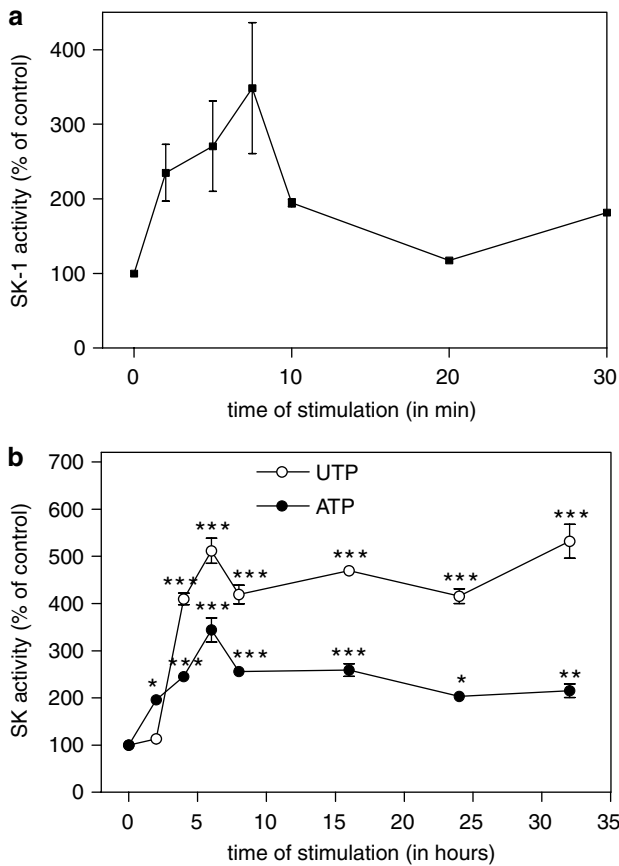 a
SK-1 activity (% of control)
400
300
200
100
0
0 10 20 30
time of stimulation (in min)
b
SK activity (% of control)
700
600
500
400
300
200
100
0
UTP
ATP
***
***
***
***
***
***
***
*
***
***
***
*
**
0 5 10 15 20 25 30 35
time of stimulation (in hours)